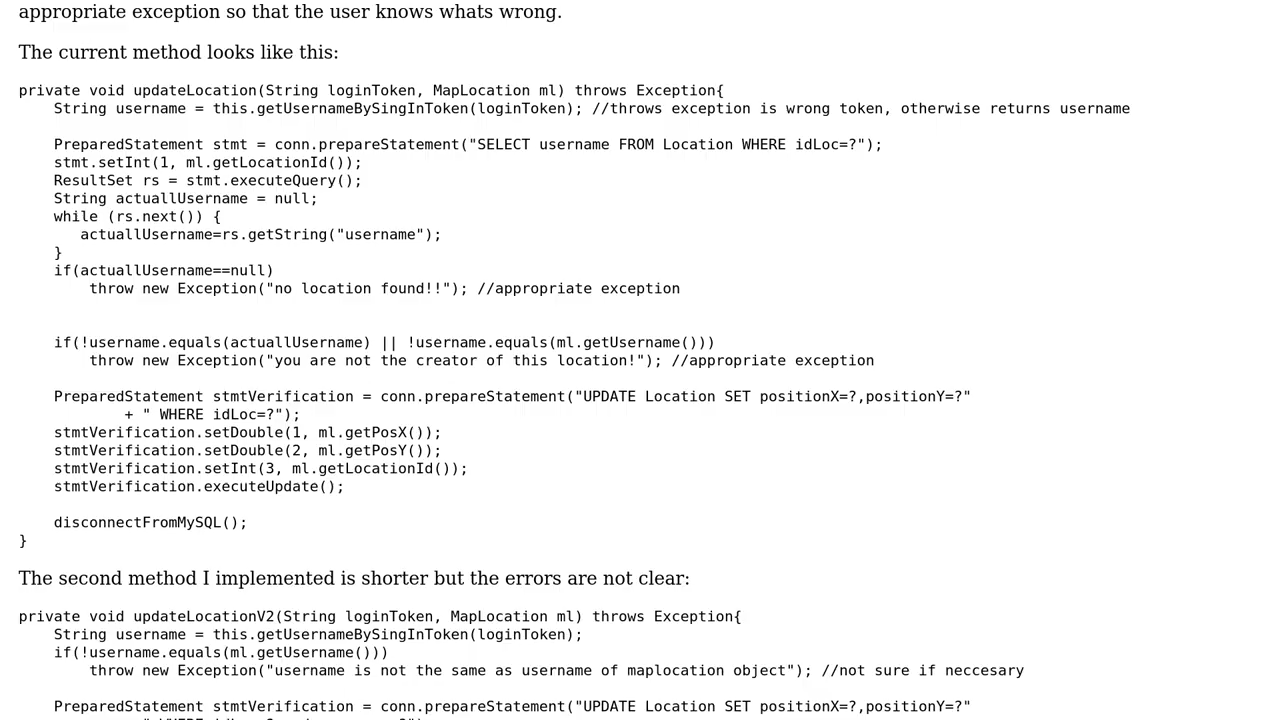 appropriate exception so that the user knows whats wrong.
The current method looks like this:
private void updateLocation(String loginToken, MapLocation ml) throws Exception{
    String username = this.getUsernameBySingInToken(loginToken); //throws exception is wrong token, otherwise returns username
    PreparedStatement stmt = conn.prepareStatement("SELECT username FROM Location WHERE idLoc=?");
    stmt.setInt(1, ml.getLocationId());
    ResultSet rs = stmt.executeQuery();
    String actuallUsername = null;
    while (rs.next()) {
       actuallUsername=rs.getString("username");
    }
    if(actuallUsername==null)
        throw new Exception("no location found!!"); //appropriate exception
    if(!username.equals(actuallUsername) || !username.equals(ml.getUsername()))
        throw new Exception("you are not the creator of this location!"); //appropriate exception
    PreparedStatement stmtVerification = conn.prepareStatement("UPDATE Location SET positionX=?,positionY=?"
            + " WHERE idLoc=?");
    stmtVerification.setDouble(1, ml.getPosX());
    stmtVerification.setDouble(2, ml.getPosY());
    stmtVerification.setInt(3, ml.getLocationId());
    stmtVerification.executeUpdate();
    disconnectFromMySQL();
}
The second method I implemented is shorter but the errors are not clear:
private void updateLocationV2(String loginToken, MapLocation ml) throws Exception{
    String username = this.getUsernameBySingInToken(loginToken);
    if(!username.equals(ml.getUsername()))
        throw new Exception("username is not the same as username of maplocation object"); //not sure if neccesary
    PreparedStatement stmtVerification = conn.prepareStatement("UPDATE Location SET positionX=?,positionY=?"